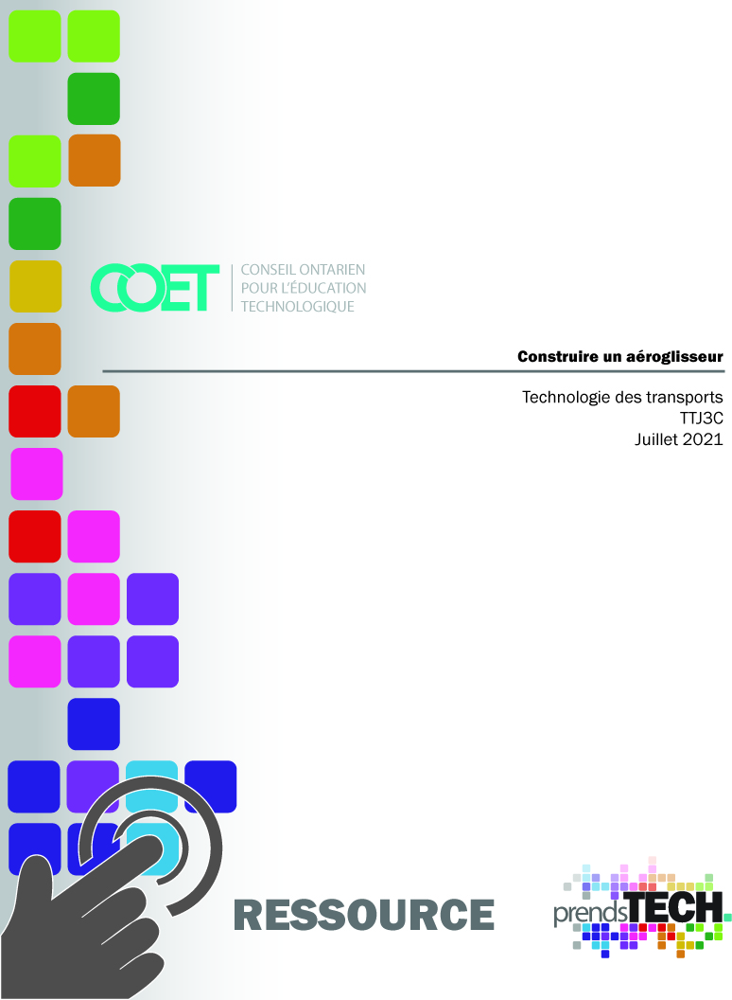 COET
CONSEIL ONTARIEN
POUR L'ÉDUCATION
TECHNOLOGIQUE
Construire un aéroglisseur
Technologie des transports
TTJ3C
Juillet 2021
RESSOURCE
prendsTECH.